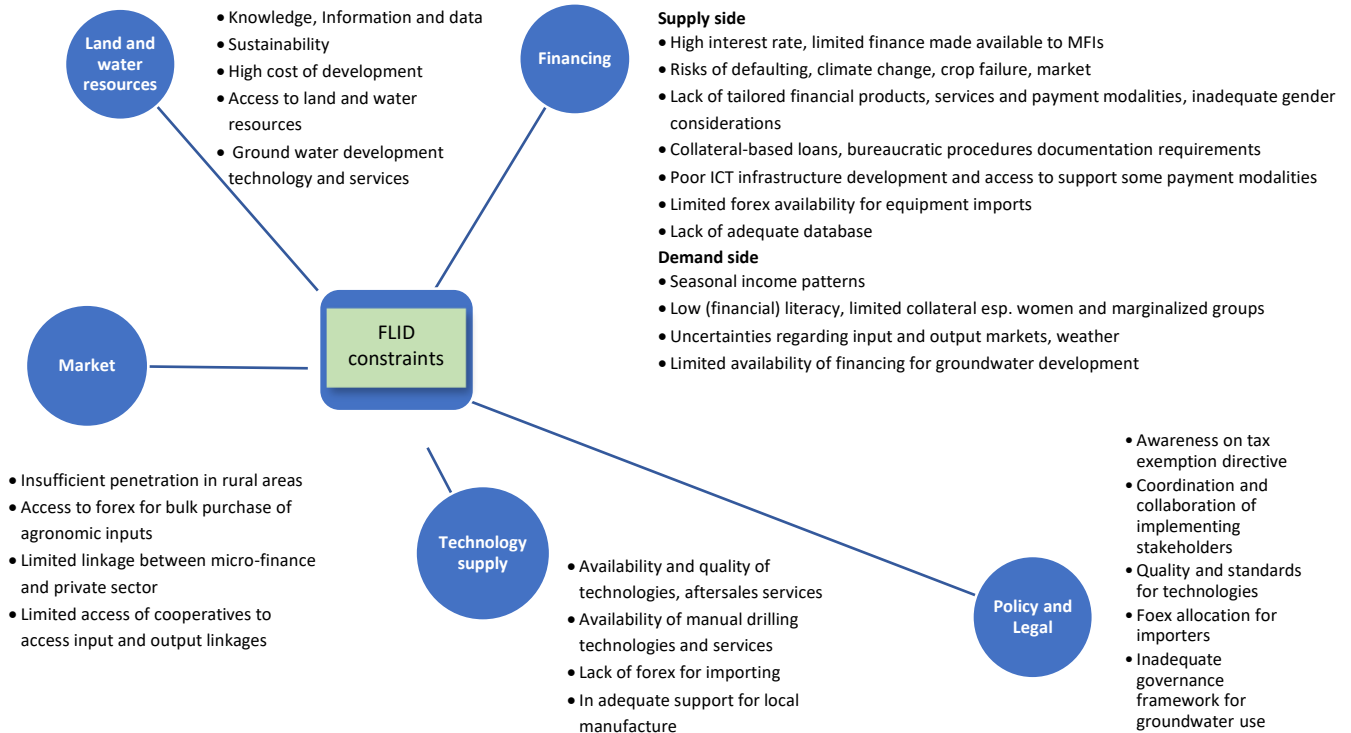 Land and
water
resources
• Knowledge, Information and data
• Sustainability
• High cost of development
• Access to land and water
resources
• Ground water development
technology and services
Financing
Supply side
• High interest rate, limited finance made available to MFIs
• Risks of defaulting, climate change, crop failure, market
• Lack of tailored financial products, services and payment modalities, inadequate gender
considerations
• Collateral-based loans, bureaucratic procedures documentation requirements
• Poor ICT infrastructure development and access to support some payment modalities
• Limited forex availability for equipment imports
• Lack of adequate database
Demand side
• Seasonal income patterns
• Low (financial) literacy, limited collateral esp. women and marginalized groups
• Uncertainties regarding input and output markets, weather
• Limited availability of financing for groundwater development
FLID
constraints
Market
• Insufficient penetration in rural areas
• Access to forex for bulk purchase of
agronomic inputs
• Limited linkage between micro-finance
and private sector
• Limited access of cooperatives to
access input and output linkages
Technology
supply
• Availability and quality of
technologies, aftersales services
• Availability of manual drilling
technologies and services
• Lack of forex for importing
• In adequate support for local
manufacture
Policy and
Legal
• Awareness on tax
exemption directive
• Coordination and
collaboration of
implementing
stakeholders
• Quality and standards
for technologies
• Foex allocation for
importers
• Inadequate
governance
framework for
groundwater use